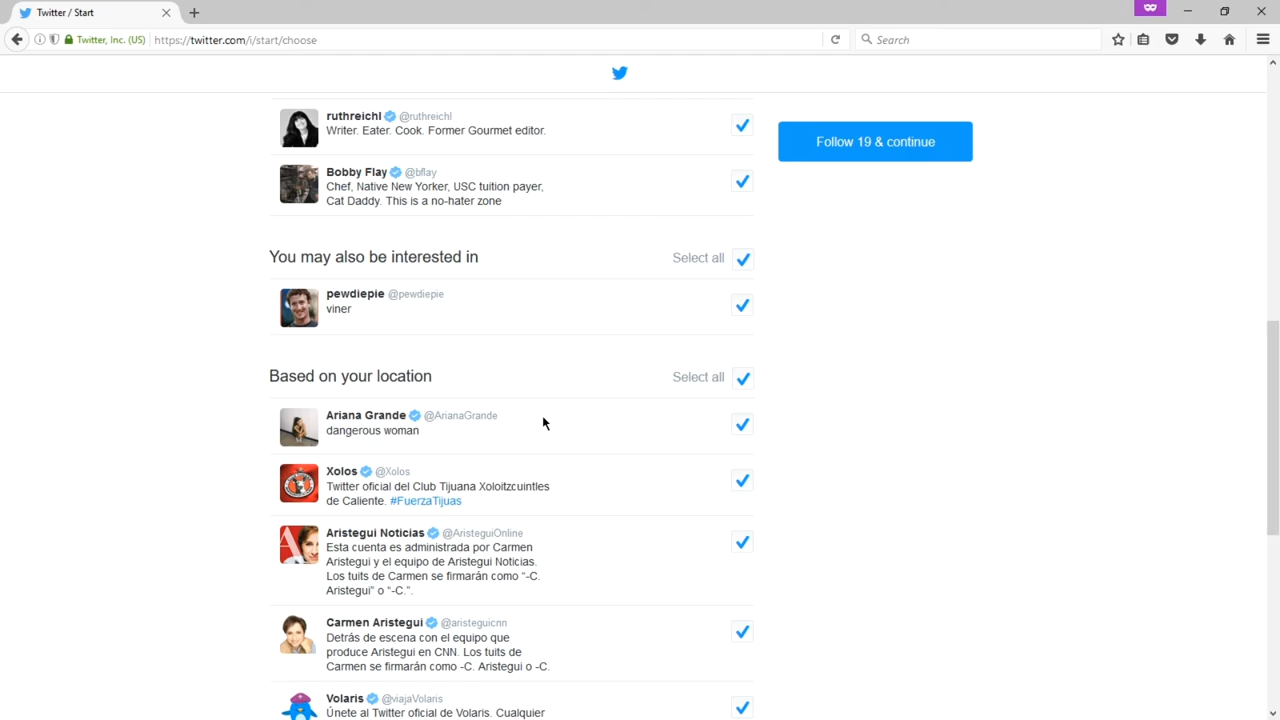 Twitter / Start
Twitter, Inc. (US)
https://twitter.com/i/start/choose
Search
ruthreichl @ruthreichl
Writer. Eater. Cook. Former Gourmet editor.
Follow 19 & continue
Bobby Flay @bflay
Chef, Native New Yorker, USC tuition payer,
Cat Daddy. This is a no-hater zone
You may also be interested in
Select all
pewdiepie @pewdiepie
viner
Based on your location
Select all
Ariana Grande @ArianaGrande
dangerous woman
Xolos @Xolos
Twitter oficial del Club Tijuana Xoloitzcuintles
de Caliente. #FuerzaTijuas
Aristegui Noticias @AristeguiOnline
Esta cuenta es administrada por Carmen
Aristegui y el equipo de Aristegui Noticias.
Los tuits de Carmen se firmarán como “-C.
Aristegui” o “-C.”.
Carmen Aristegui @aristeguicnn
Detrás de escena con el equipo que
produce Aristegui en CNN. Los tuits de
Carmen se firmarán como -C. Aristegui o -C.
Volaris @viajaVolaris
Únete al Twitter oficial de Volaris. Cualquier